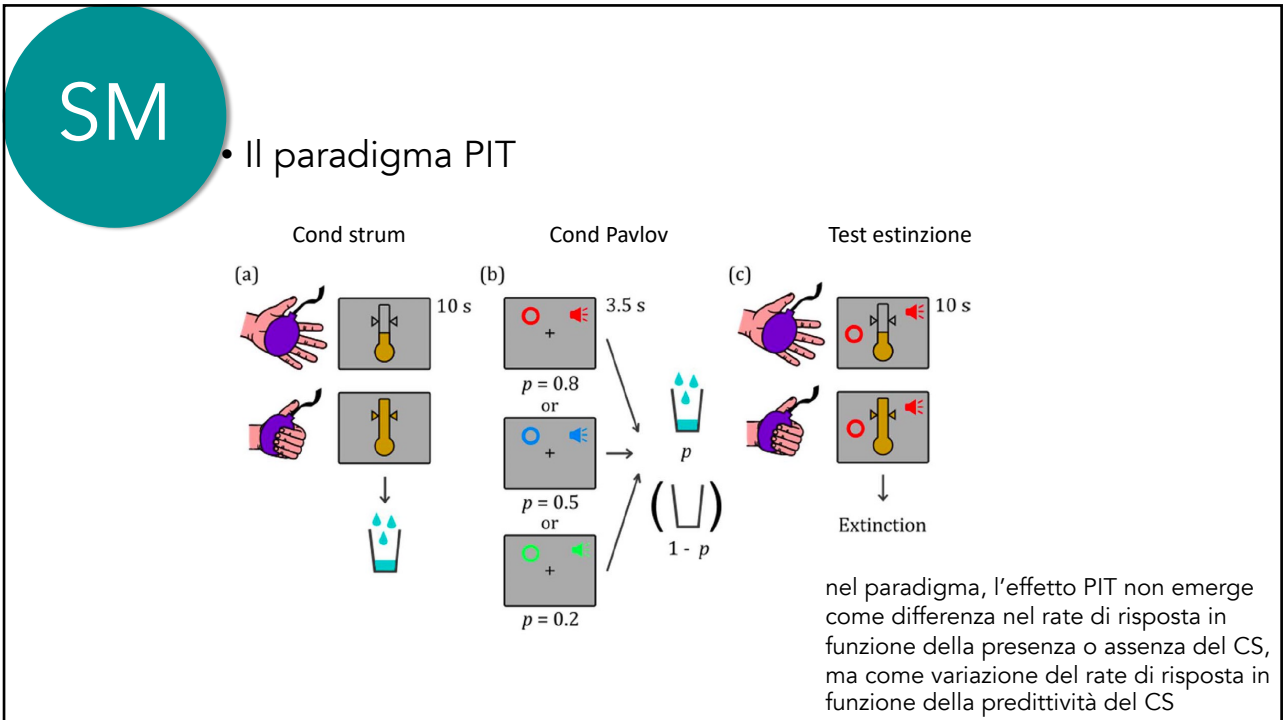 SM
• Il paradigma PIT
Cond strum
Cond Pavlov
Test estinzione
(a)
10 s
(b)
3.5 s
+
p = 0.8
or
+
p = 0.5
or
+
p = 0.2
p
( )
1 - p
(c)
10 s
Extinction
nel paradigma, l’effetto PIT non emerge
come differenza nel rate di risposta in
funzione della presenza o assenza del CS,
ma come variazione del rate di risposta in
funzione della predittività del CS